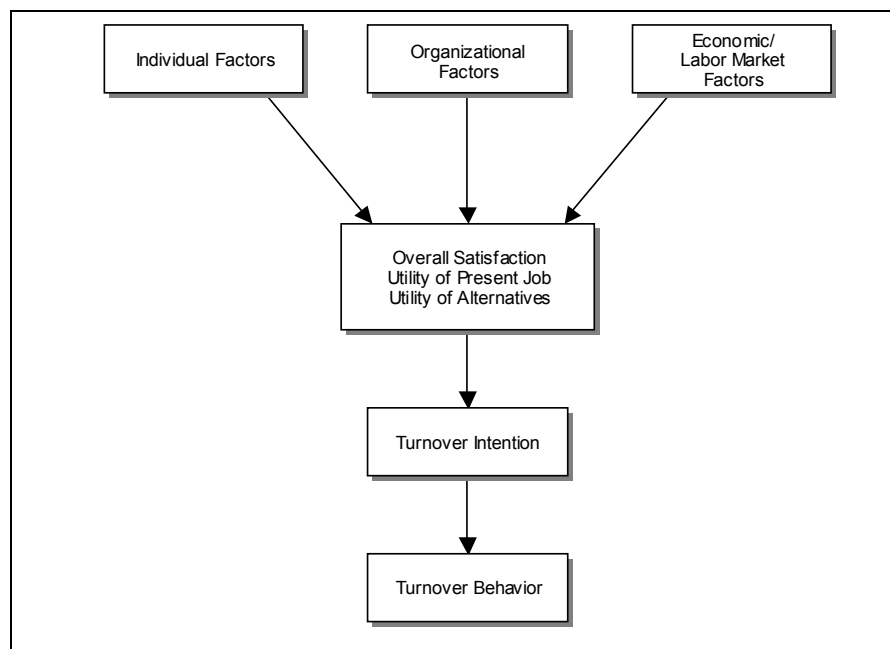 Individual Factors
Organizational
Factors
Economic/
Labor Market
Factors
Overall Satisfaction
Utility of Present Job
Utility of Alternatives
Turnover Intention
Turnover Behavior